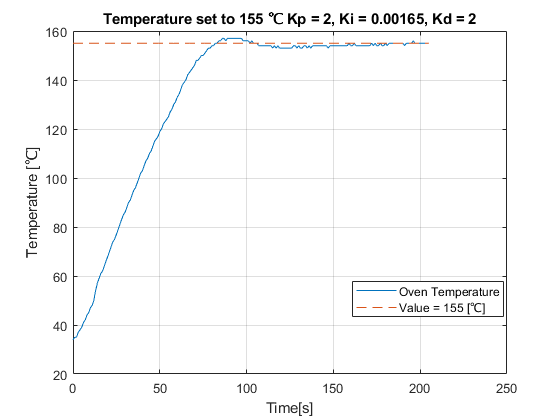 Temperature set to 155 ℃ Kp = 2, Ki = 0.00165, Kd = 2
Temperature [℃]
160
140
120
100
80
60
40
20
0
50
100
150
200
250
Time[s]
Oven Temperature
Value = 155 [℃]